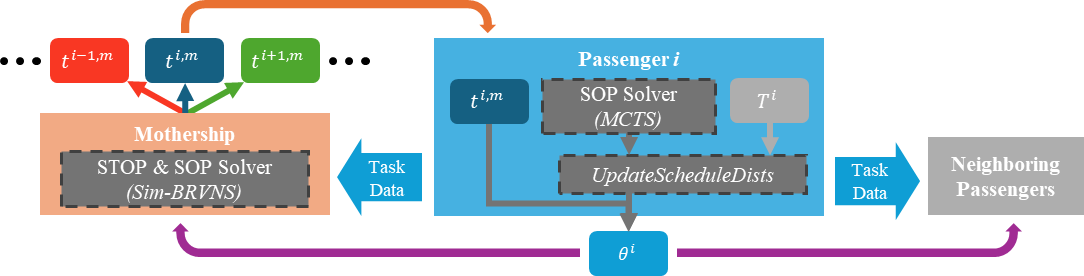 t^{i-1,m}
t^{i,m}
t^{i+1,m}
Mothership
STOP & SOP Solver
(Sim-BRVNS)
Task
Data
Passenger i
t^{i,m}
SOP Solver
(MCTS)
T^i
UpdateScheduleDists
Task
Data
Neighboring
Passengers
θ^i